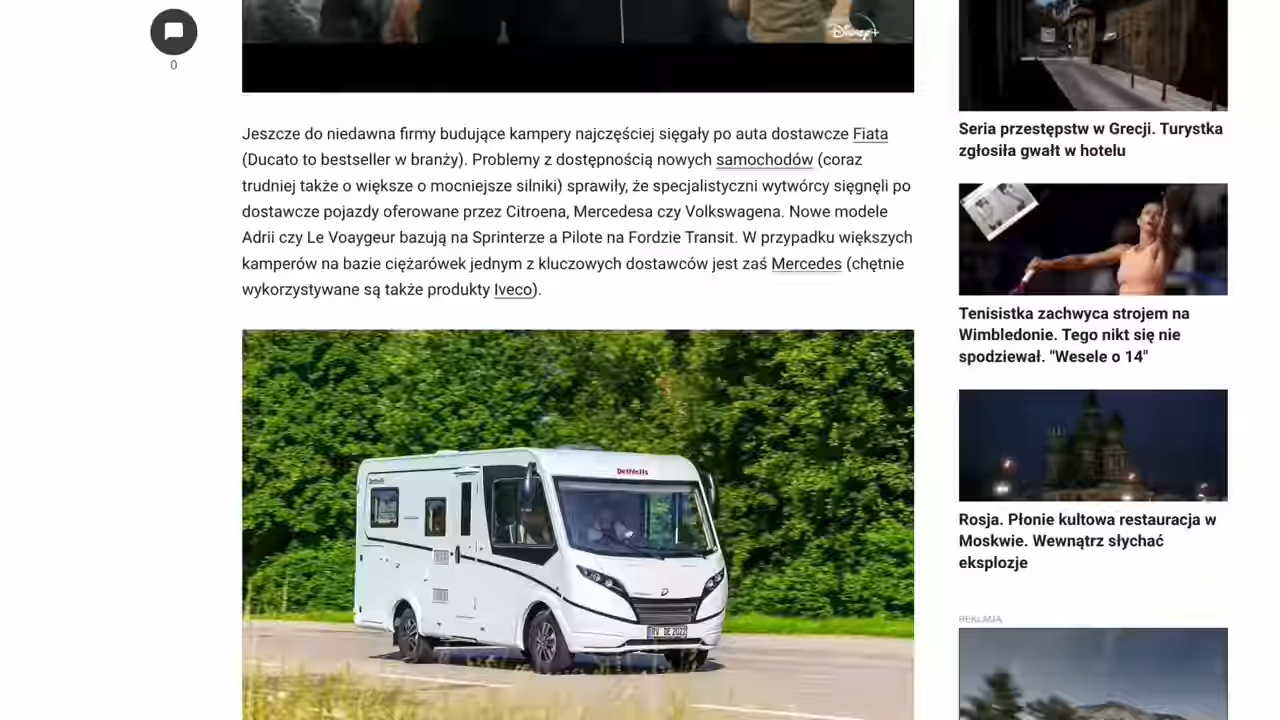 Disney+
0
Jeszcze do niedawna firmy budujące kampery najczęściej sięgały po auta dostawcze Fiata
(Ducato to bestseller w branży). Problemy z dostępnością nowych samochodów (coraz
trudniej także o większe o mocniejsze silniki) sprawiły, że specjalistyczni wytwórcy sięgnęli po
dostawcze pojazdy oferowane przez Citroena, Mercedesa czy Volkswagena. Nowe modele
Adrii czy Le Voaygeur bazują na Sprinterze a Pilote na Fordzie Transit. W przypadku większych
kamperów na bazie ciężarówek jednym z kluczowych dostawców jest zaś Mercedes (chętnie
wykorzystywane są także produkty Iveco).
Dethleffs
RV DE 2022
Seria przestępstw w Grecji. Turystka
zgłosiła gwałt w hotelu
Tenisistka zachwyca strojem na
Wimbledonie. Tego nikt się nie
spodziewał. "Wesele o 14"
Rosja. Płonie kultowa restauracja w
Moskwie. Wewnątrz słychać
eksplozje
REKLAMA